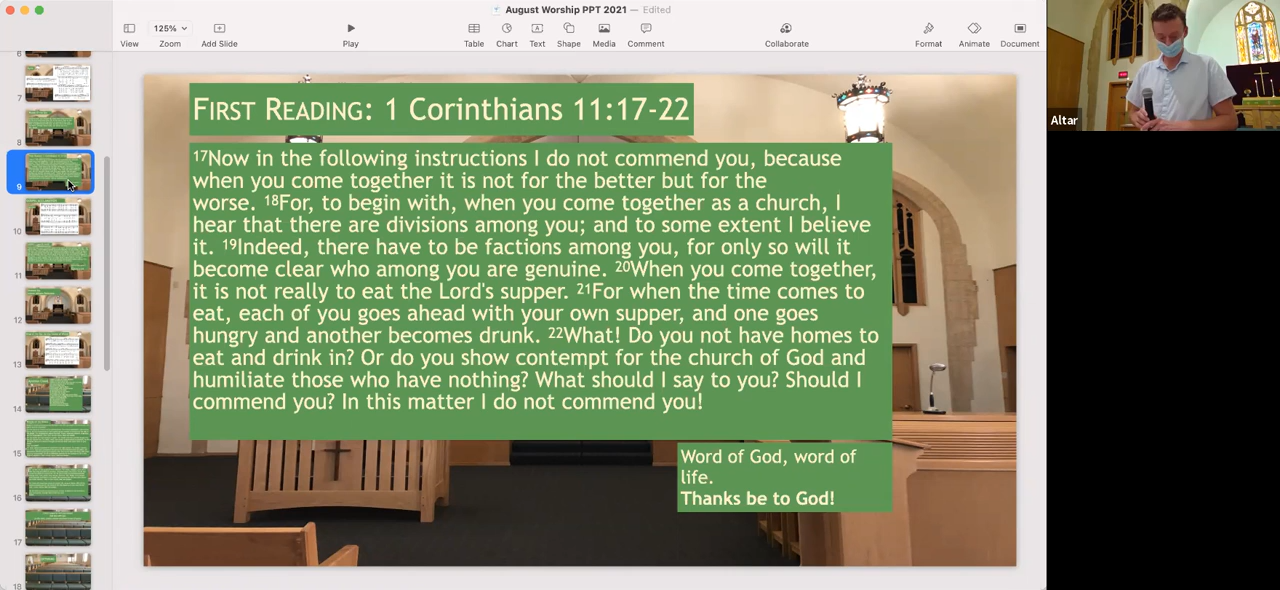 August Worship PPT 2021 — Edited
125%
View Zoom Add Slide Play Table Chart Text Shape Media Comment Collaborate Format Animate Document
Altar
6
7
8
9
10
11
12
13
14
15
16
17
18
FIRST READING: 1 Corinthians 11:17-22
17Now in the following instructions I do not commend you, because
when you come together it is not for the better but for the
worse. 18For, to begin with, when you come together as a church, I
hear that there are divisions among you; and to some extent I believe
it. 19Indeed, there have to be factions among you, for only so will it
become clear who among you are genuine. 20When you come together,
it is not really to eat the Lord's supper. 21For when the time comes to
eat, each of you goes ahead with your own supper, and one goes
hungry and another becomes drunk. 22What! Do you not have homes to
eat and drink in? Or do you show contempt for the church of God and
humiliate those who have nothing? What should I say to you? Should I
commend you? In this matter I do not commend you!
Word of God, word of
life.
Thanks be to God!